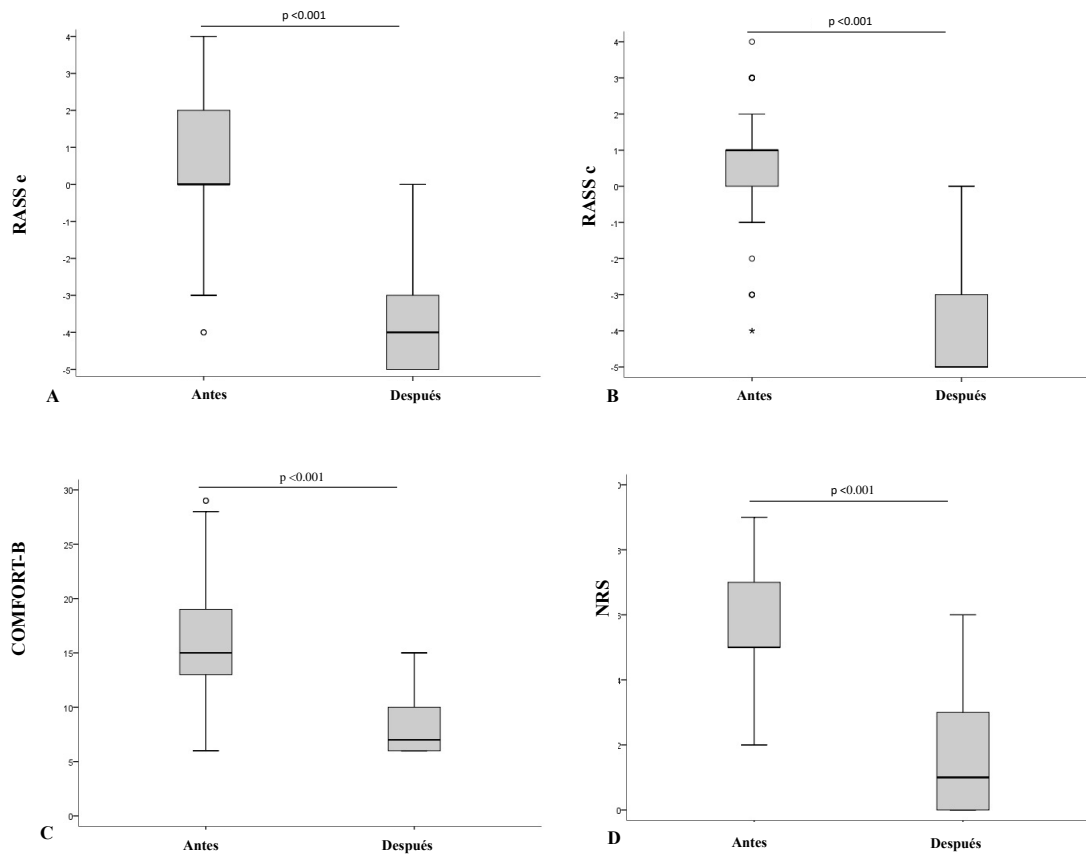 p <0.001
4
3
2
1
0
-1
-2
-3
-4
-5
RASS e
A
Antes
Después
p <0.001
4
3
2
1
0
-1
-2
-3
-4
-5
RASS c
B
Antes
Después
p <0.001
30
25
20
15
10
5
0
COMFORT-B
C
Antes
Después
p <0.001
NRS
D
Antes
Después